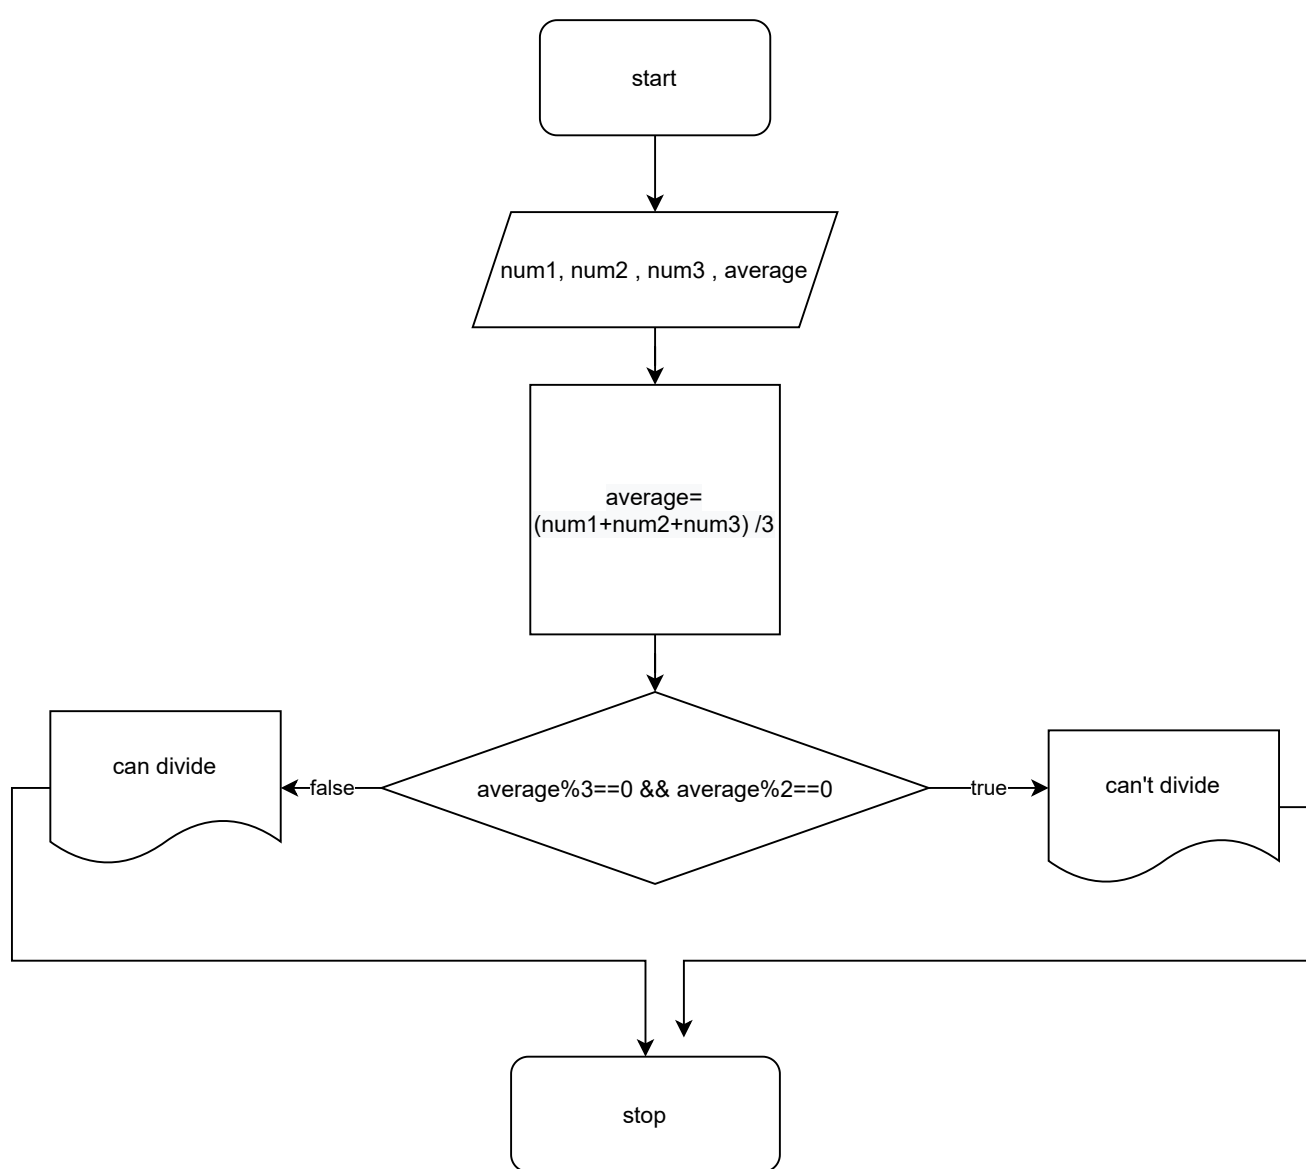 start
num1, num2 , num3 , average
average=
(num1+num2+num3) /3
can divide
false
average%3==0 && average%2==0
true
can't divide
stop